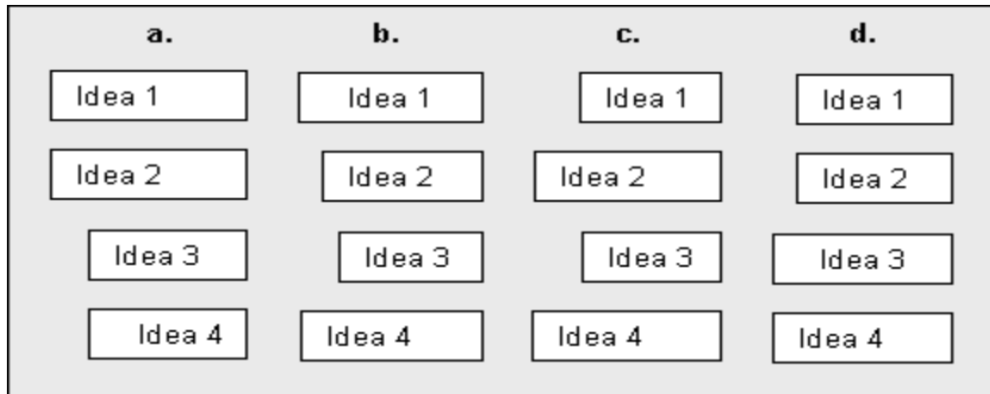 a. b. c. d.
Idea 1 Idea 1 Idea 1 Idea 1
Idea 2 Idea 2 Idea 2 Idea 2
Idea 3 Idea 3 Idea 3 Idea 3
Idea 4 Idea 4 Idea 4 Idea 4